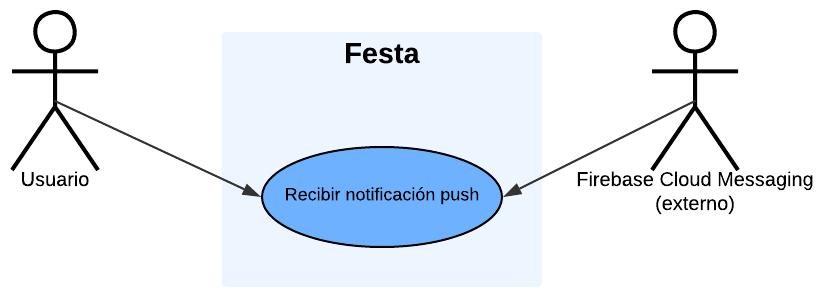 Festa
Usuario
Recibir notificación push
Firebase Cloud Messaging
(externo)